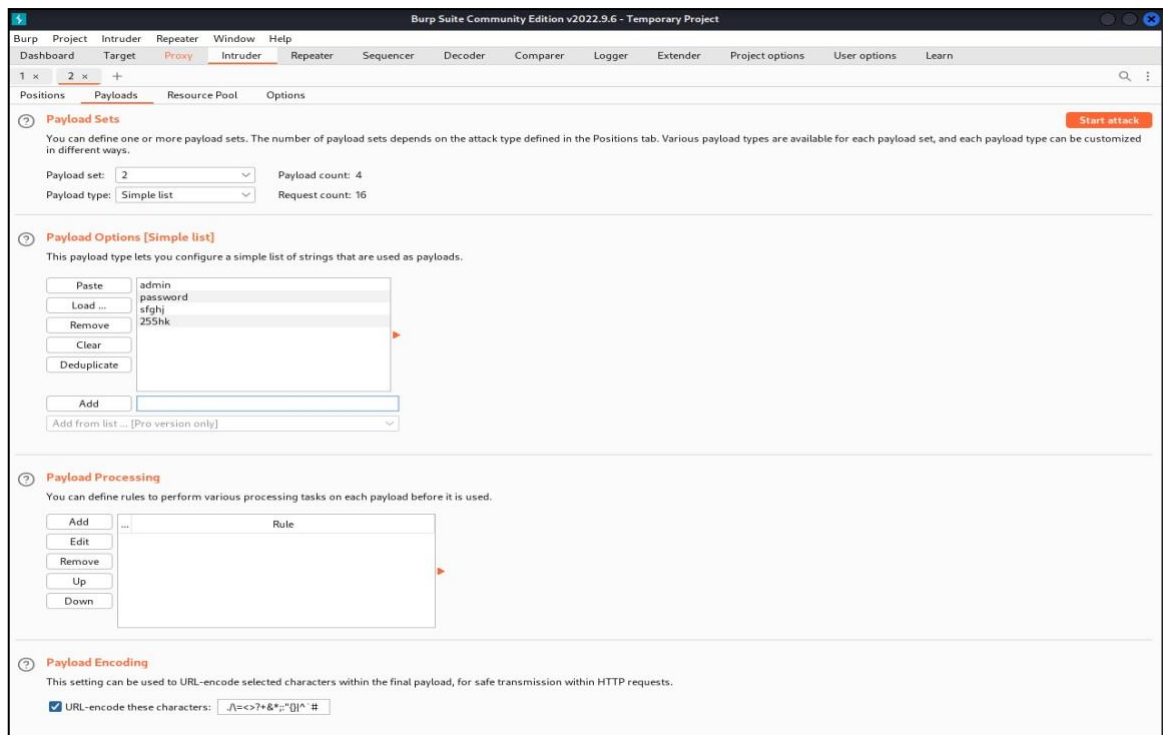 Burp Suite Community Edition v2022.9.6 - Temporary Project
Burp Project Intruder Repeater Window Help
Dashboard Target Proxy Intruder Repeater Sequencer Decoder Comparer Logger Extender Project options User options Learn
1 × 2 × +
Positions Payloads Resource Pool Options
? Payload Sets
Start attack
You can define one or more payload sets. The number of payload sets depends on the attack type defined in the Positions tab. Various payload types are available for each payload set, and each payload type can be customized
in different ways.
Payload set: 2 Payload count: 4
Payload type: Simple list Request count: 16
? Payload Options [Simple list]
This payload type lets you configure a simple list of strings that are used as payloads.
Paste
Load ...
Remove
Clear
Deduplicate
admin
password
sfghj
255hk
Add
Add from list ... [Pro version only]
? Payload Processing
You can define rules to perform various processing tasks on each payload before it is used.
Add
Edit
Remove
Up
Down
... Rule
? Payload Encoding
This setting can be used to URL-encode selected characters within the final payload, for safe transmission within HTTP requests.
URL-encode these characters: ./\=<>?+&*;:"{}|^`#